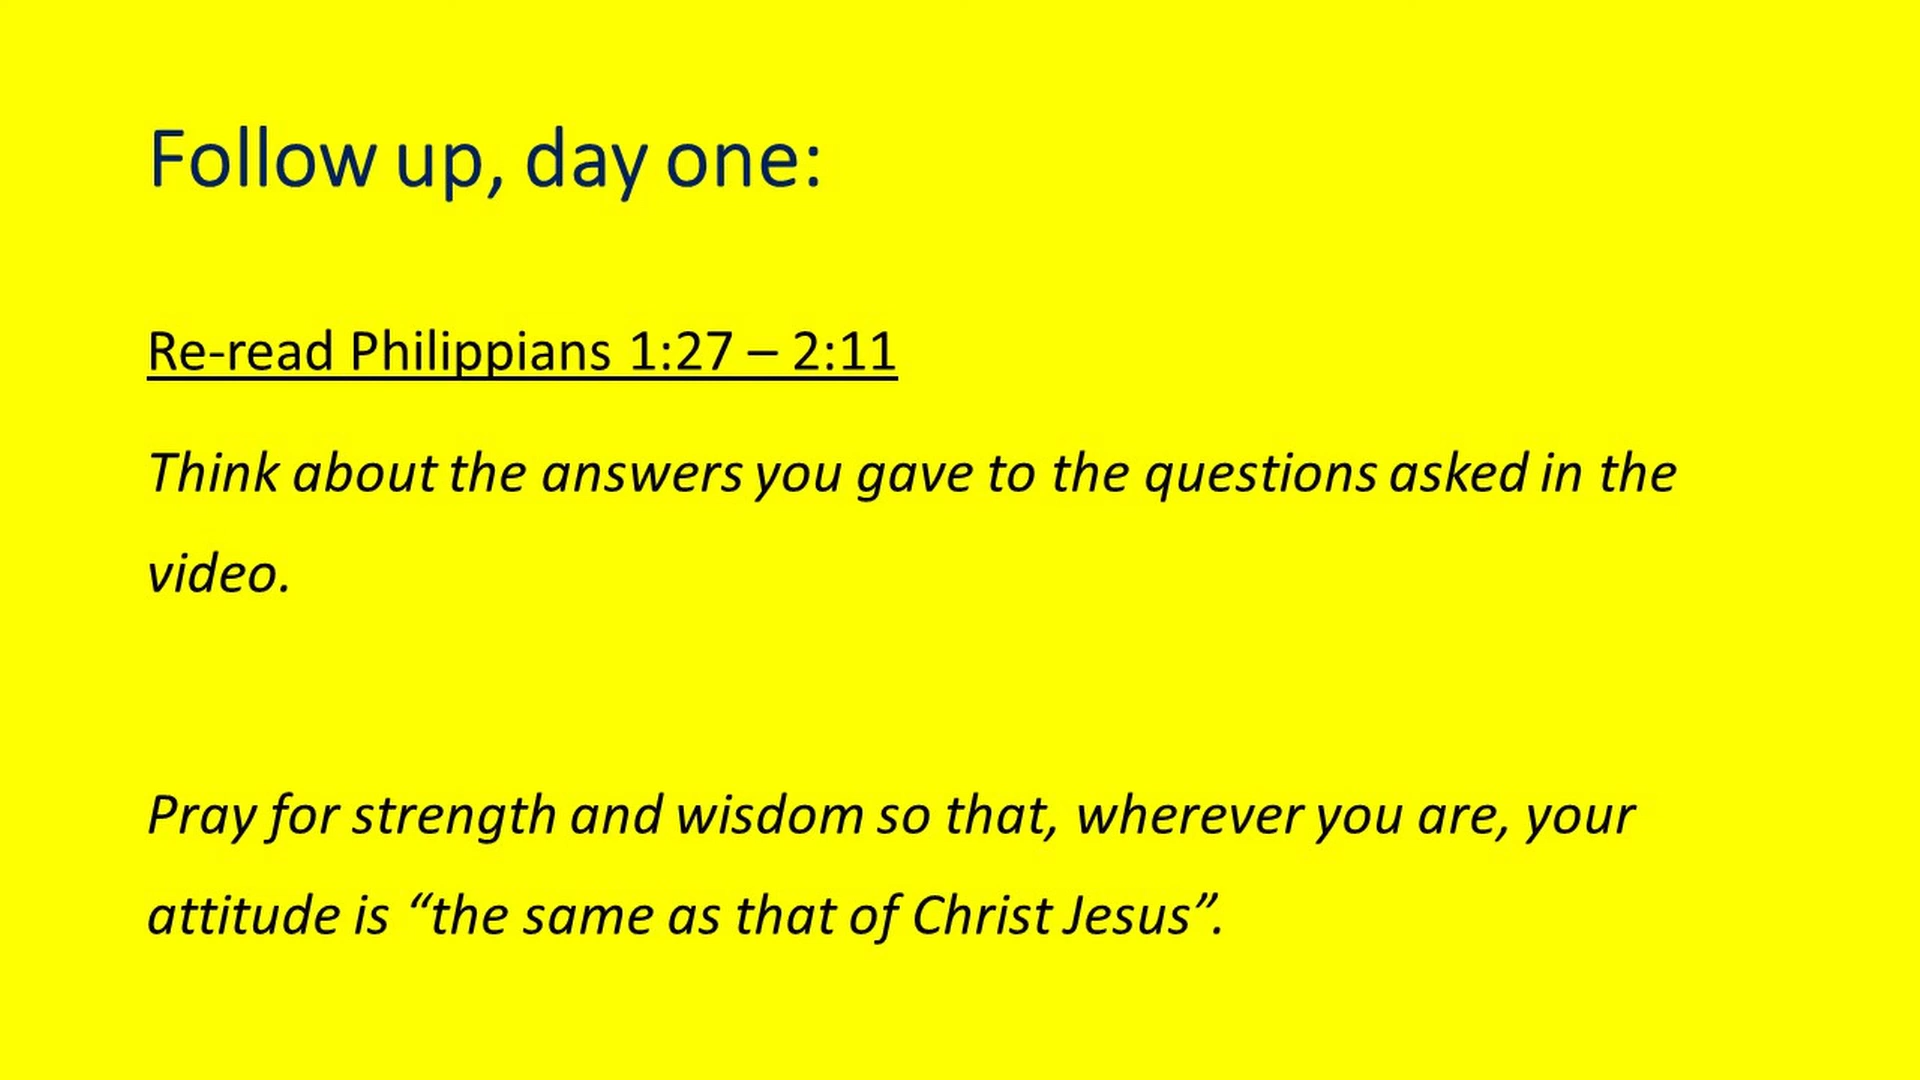 Follow up, day one:
Re-read Philippians 1:27 – 2:11
Think about the answers you gave to the questions asked in the
video.
Pray for strength and wisdom so that, wherever you are, your
attitude is “the same as that of Christ Jesus”.